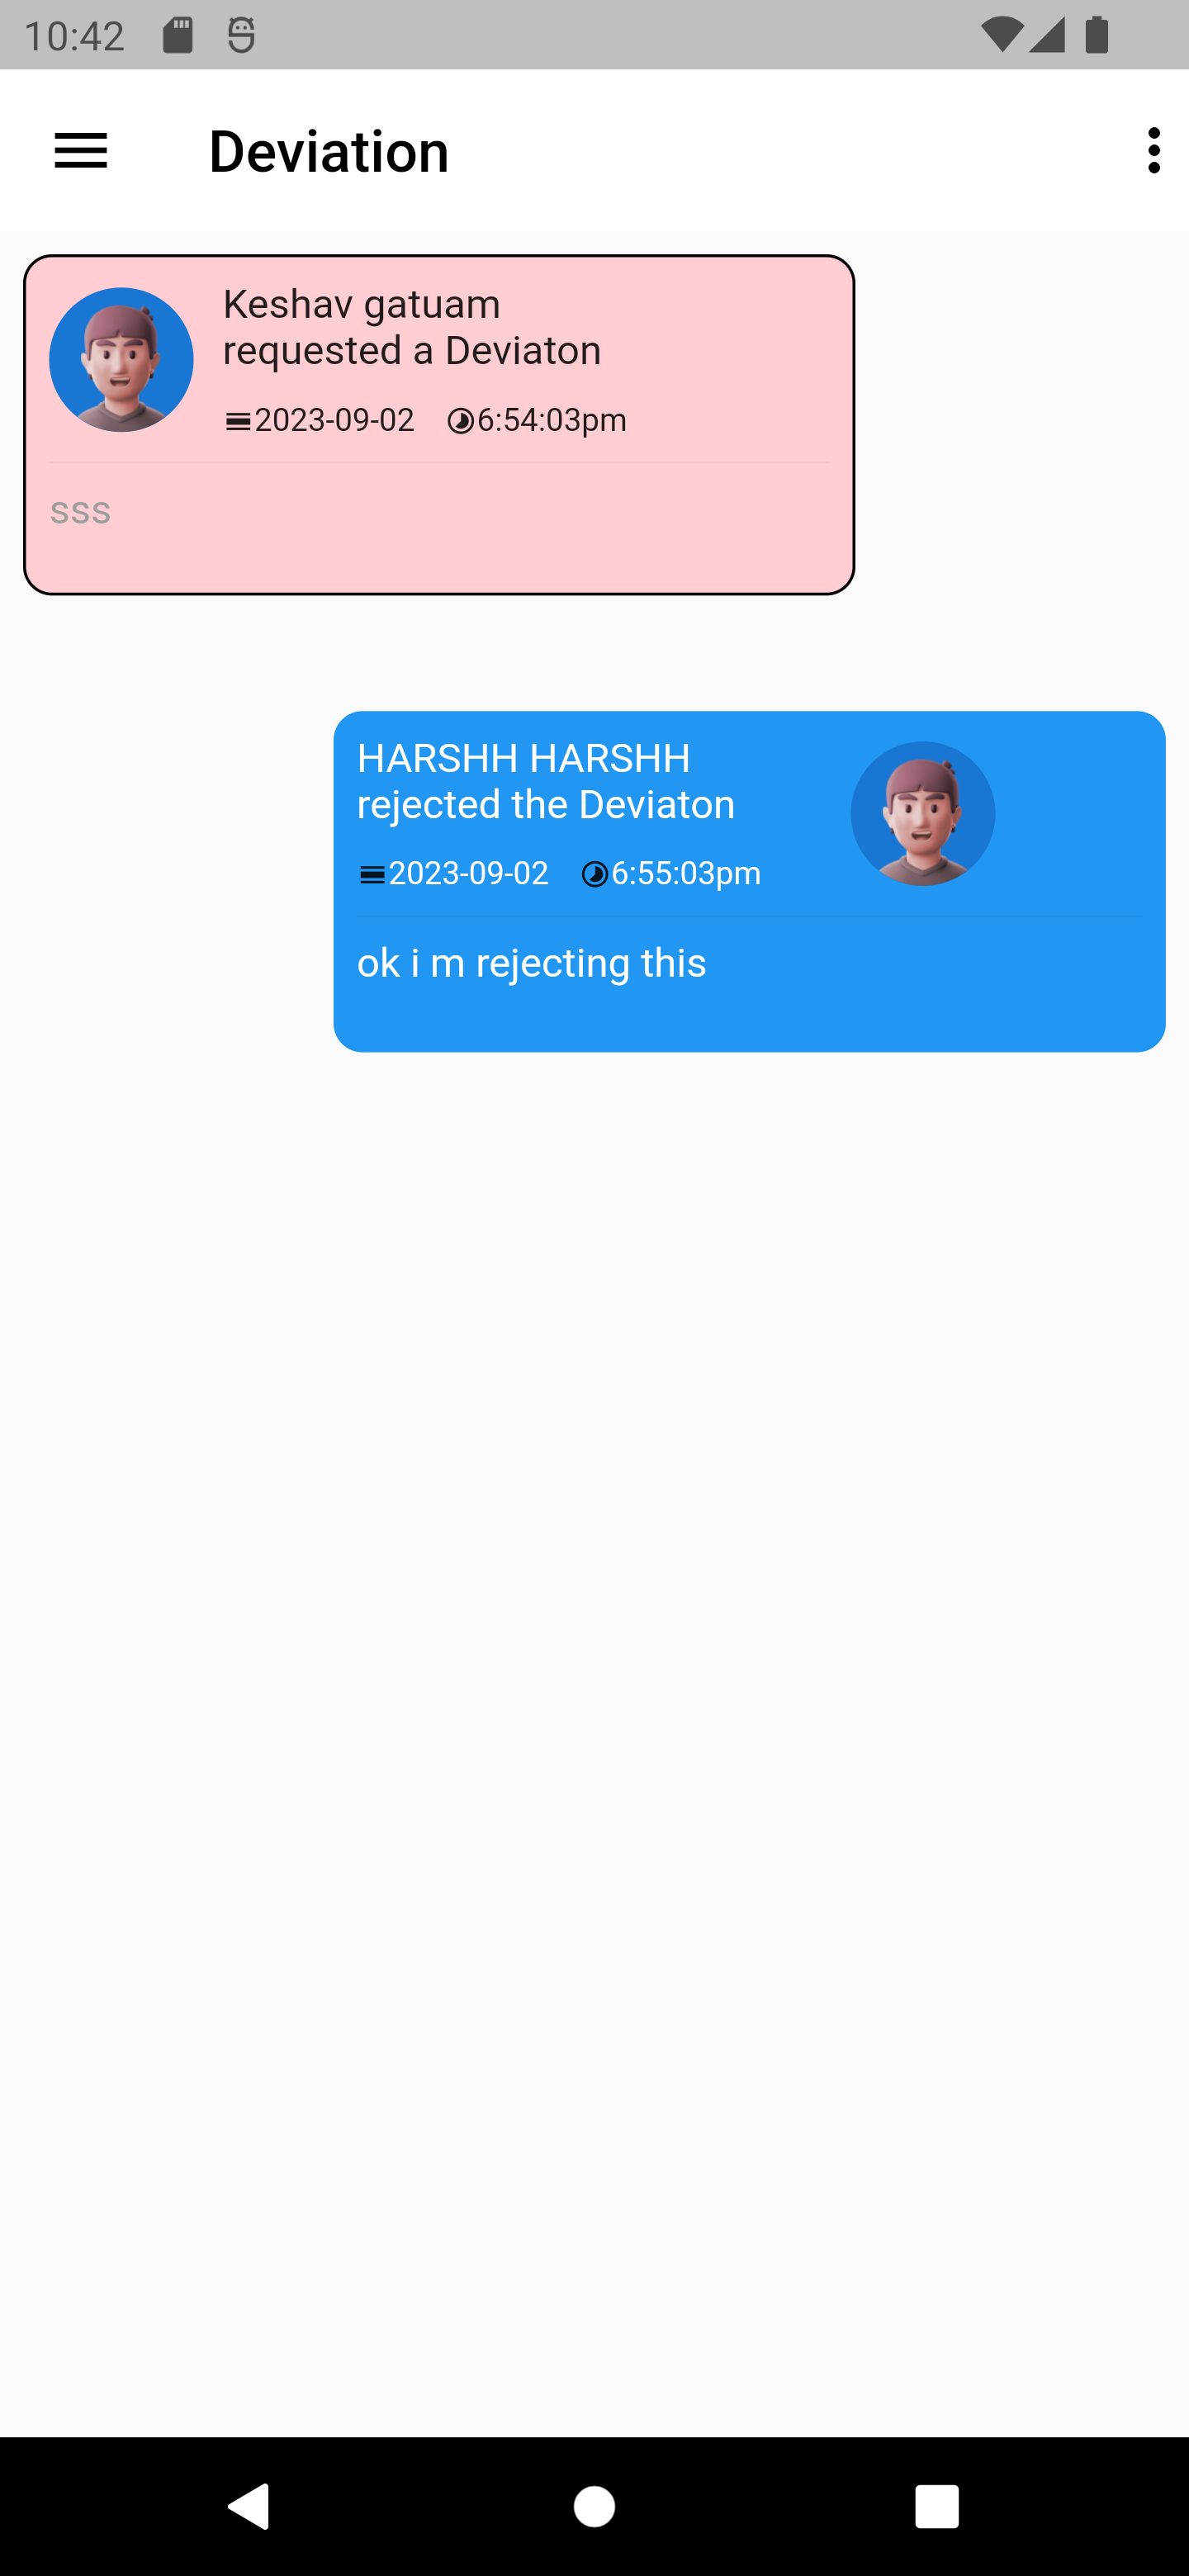 10:42
Deviation
Keshav gatuam
requested a Deviaton
2023-09-02 6:54:03pm
sss
HARSHH HARSHH
rejected the Deviaton
2023-09-02 6:55:03pm
ok i m rejecting this